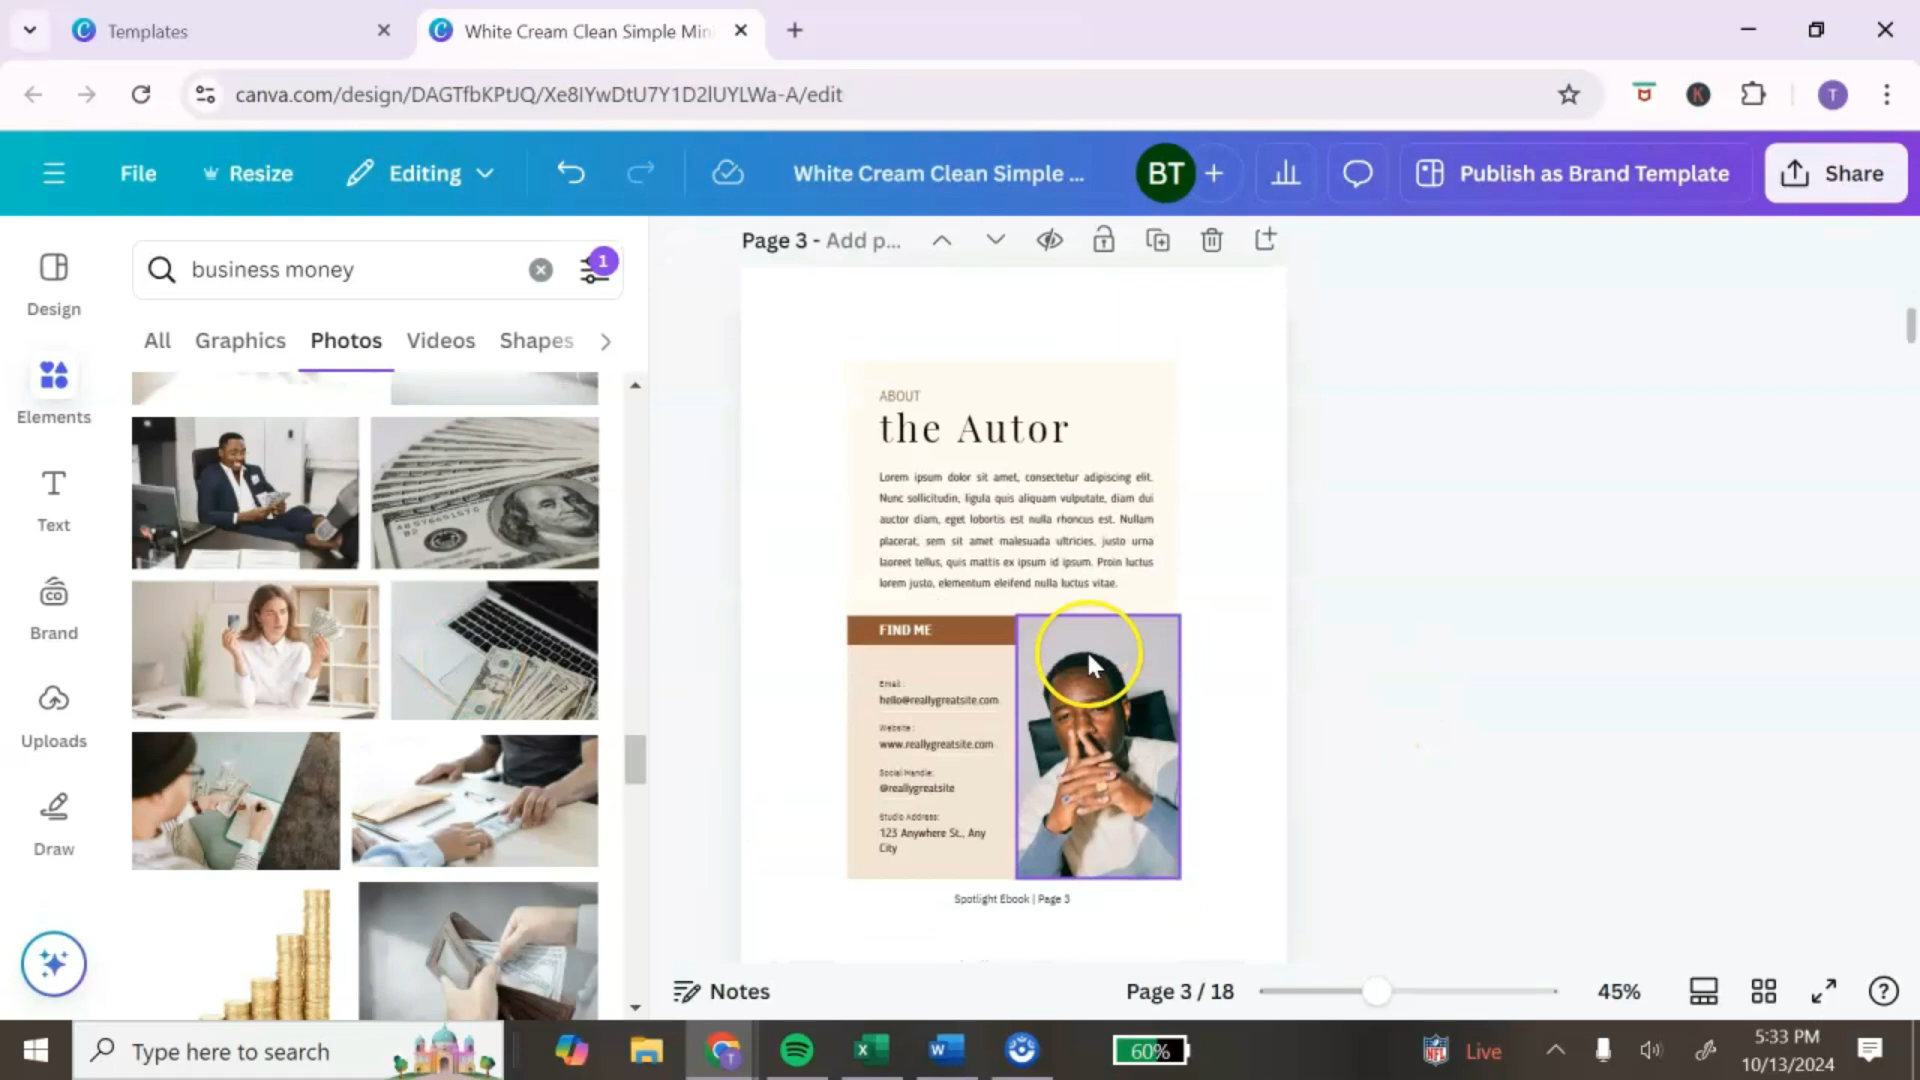 Templates
White Cream Clean Simple Min
canva.com/design/DAGTfbKPtJQ/Xe8IYwDtU7Y1D2lUYLWa-A/edit
T
File
Resize
Editing
White Cream Clean Simple ...
BT
Publish as Brand Template
Share
Design
Elements
Text
Brand
Uploads
Draw
business money
1
All
Graphics
Photos
Videos
Shapes
Page 3 - Add p...
ABOUT
the Autor
Lorem ipsum dolor sit amet, consectetur adipiscing elit.
Nunc sollicitudin, ligula quis aliquam vulputate, diam dui
auctor diam, eget lobortis est nulla rhoncus est. Nullam
placerat, sem sit amet malesuada ultricies, justo urna
laoreet tellus, quis mattis ex ipsum id ipsum. Proin luctus
lorem justo, elementum eleifend nulla luctus vitae.
FIND ME
Email :
hello@reallygreatsite.com
Website :
www.reallygreatsite.com
Social Handle:
@reallygreatsite
Studio Address:
123 Anywhere St., Any
City
Spotlight Ebook | Page 3
Notes
Page 3 / 18
45%
Type here to search
60%
Live
5:33 PM
10/13/2024